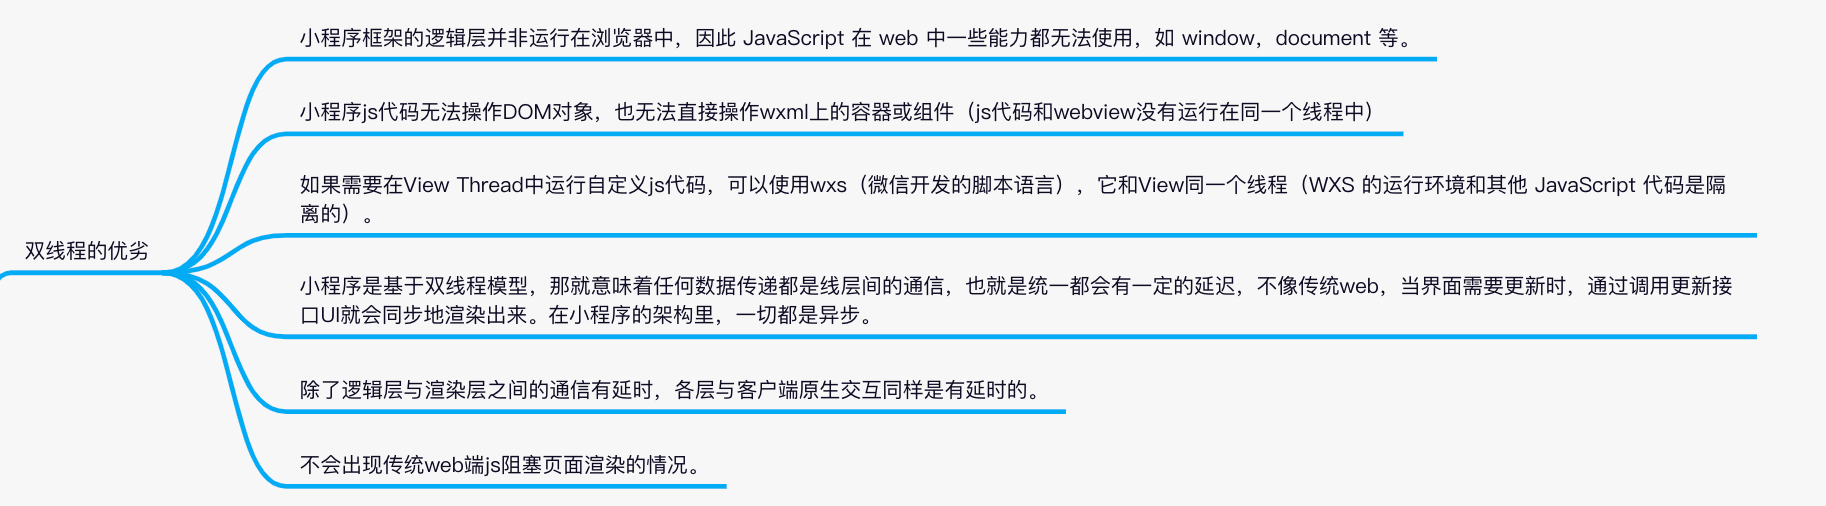 小程序框架的逻辑层并非运行在浏览器中，因此 JavaScript 在 web 中一些能力都无法使用，如 window，document 等。
小程序js代码无法操作DOM对象，也无法直接操作wxml上的容器或组件（js代码和webview没有运行在同一个线程中）
如果需要在View Thread中运行自定义js代码，可以使用wxs（微信开发的脚本语言），它和View同一个线程（WXS 的运行环境和其他 JavaScript 代码是隔
离的）。
双线程的优劣
小程序是基于双线程模型，那就意味着任何数据传递都是线层间的通信，也就是统一都会有一定的延迟，不像传统web，当界面需要更新时，通过调用更新接
口UI就会同步地渲染出来。在小程序的架构里，一切都是异步。
除了逻辑层与渲染层之间的通信有延时，各层与客户端原生交互同样是有延时的。
不会出现传统web端js阻塞页面渲染的情况。